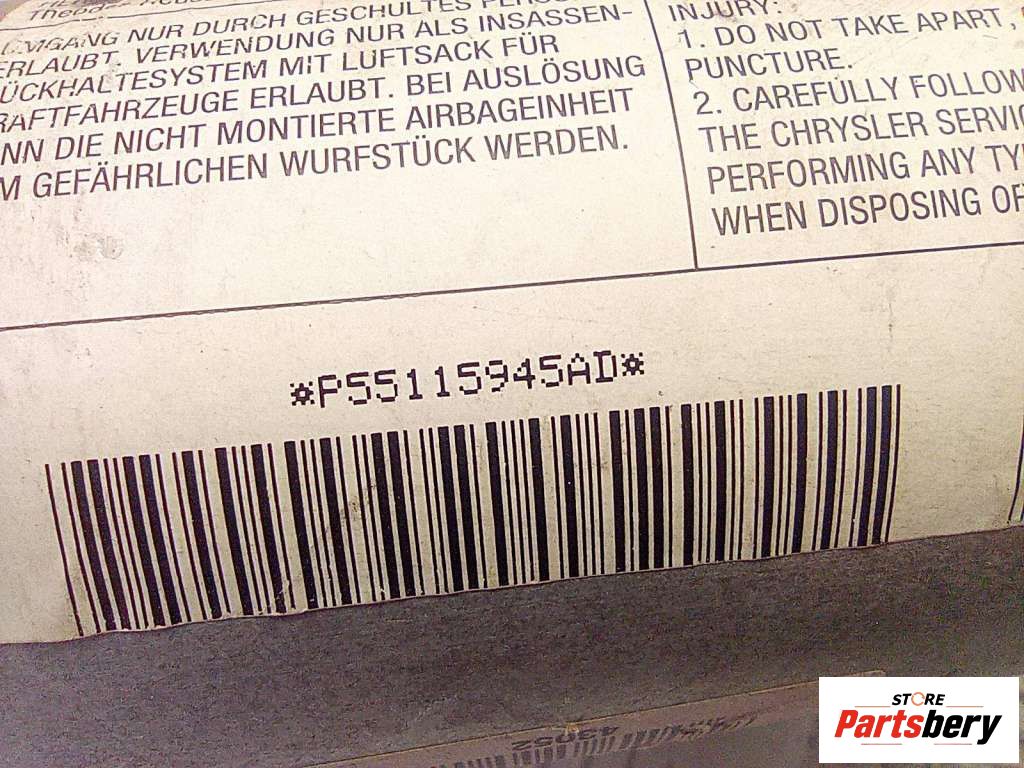 UMGANG NUR DURCH GESCHULTES
ERLAUBT. VERWENDUNG NUR ALS INSASSEN-
ÜCKHALTESYSTEM MIT LUFTSACK FÜR
RAFTFAHRZEUGE ERLAUBT. BEI AUSLÖSUNG
NN DIE NICHT MONTIERTE AIRBAGEINHEIT
M GEFÄHRLICHEN WURFSTÜCK WERDEN.
INJURY:
1. DO NOT TAKE APART,
PUNCTURE.
2. CAREFULLY FOLLOW
THE CHRYSLER SERVIC
PERFORMING ANY TY
WHEN DISPOSING OF
*P55115945AD*
43052
STORE
Partsbery